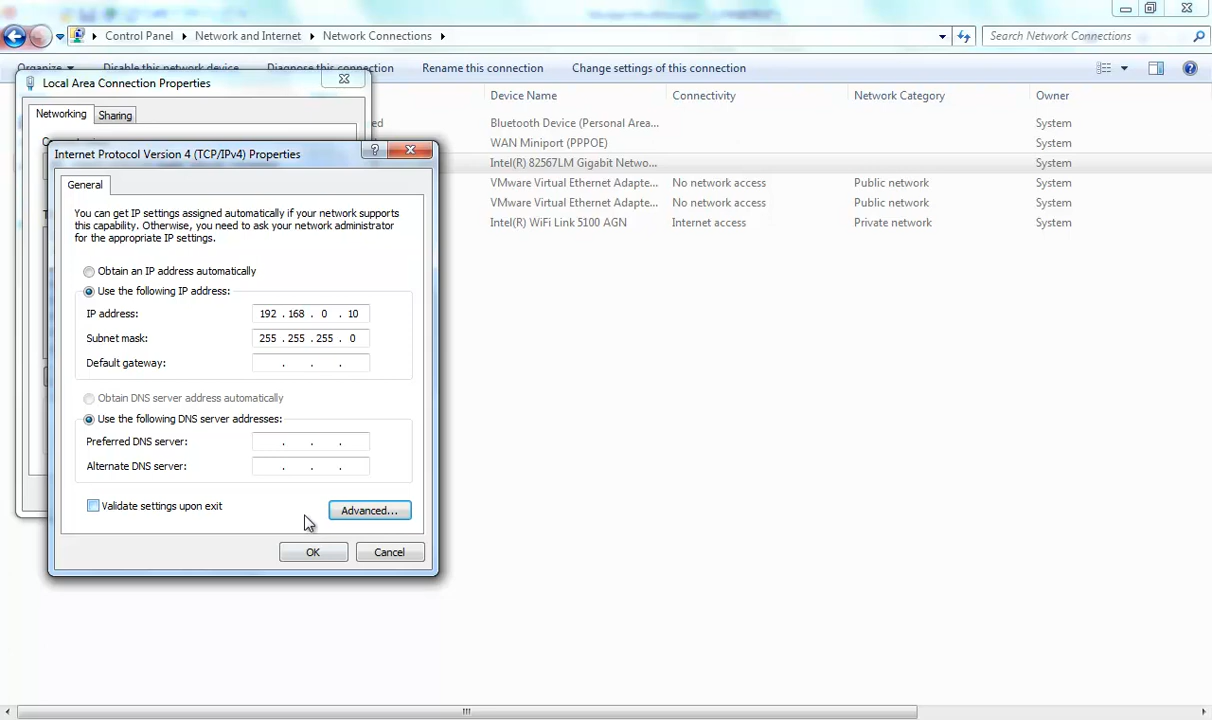 Control Panel
Network and Internet
Network Connections
Search Network Connections
Organize
Disable this network device
Diagnose this connection
Rename this connection
Change settings of this connection
Local Area Connection Properties
Networking
Sharing
Device Name
Connectivity
Network Category
Owner
Bluetooth Device (Personal Area...
System
WAN Miniport (PPPOE)
System
Intel(R) 82567LM Gigabit Netwo...
System
VMware Virtual Ethernet Adapte...
No network access
Public network
System
VMware Virtual Ethernet Adapte...
No network access
Public network
System
Intel(R) WiFi Link 5100 AGN
Internet access
Private network
System
Internet Protocol Version 4 (TCP/IPv4) Properties
General
You can get IP settings assigned automatically if your network supports
this capability. Otherwise, you need to ask your network administrator
for the appropriate IP settings.
Obtain an IP address automatically
Use the following IP address:
IP address:
192 . 168 . 0 . 10
Subnet mask:
255 . 255 . 255 . 0
Default gateway:
. . .
Obtain DNS server address automatically
Use the following DNS server addresses:
Preferred DNS server:
. . .
Alternate DNS server:
. . .
Validate settings upon exit
Advanced...
OK
Cancel